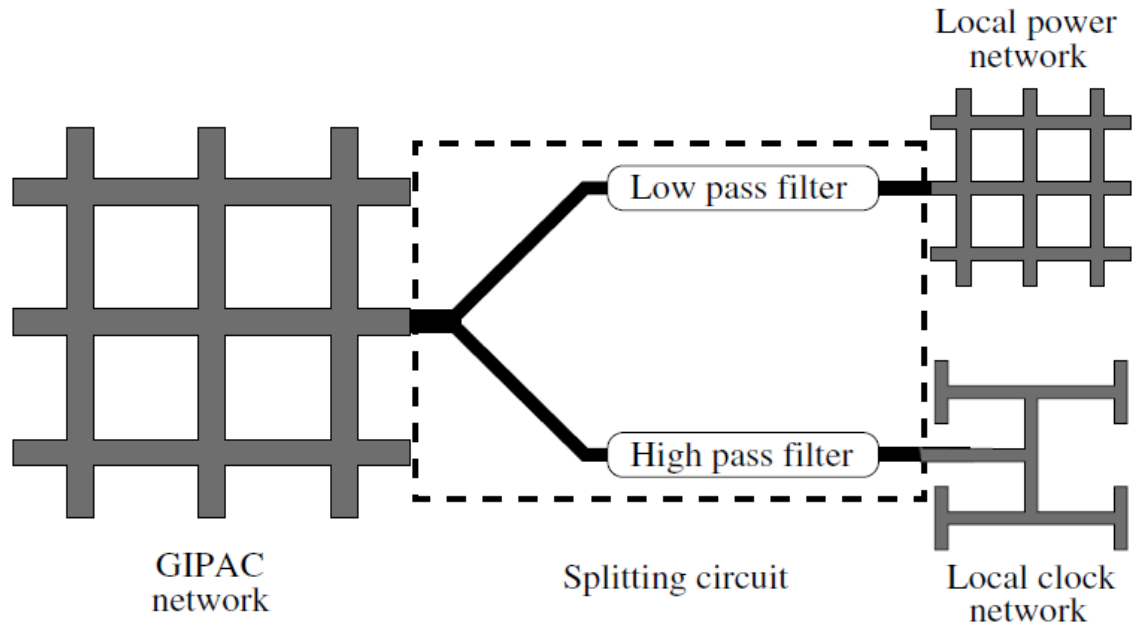 Local power
network
Low pass filter
High pass filter
GIPAC
network
Splitting circuit
Local clock
network